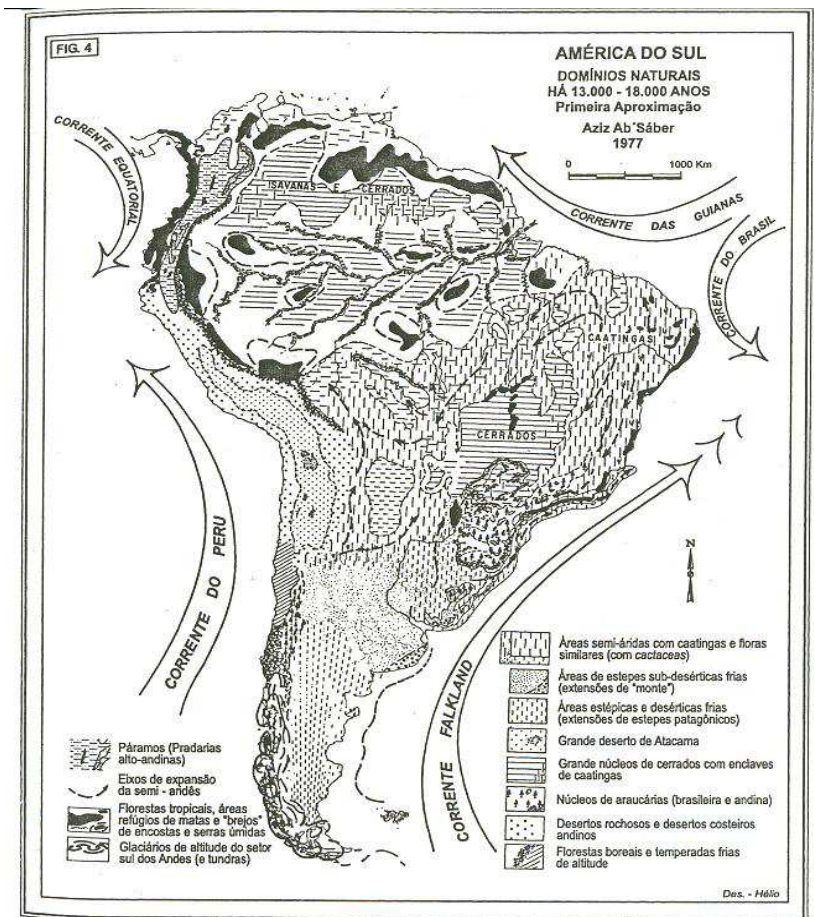 FIG. 4
AMÉRICA DO SUL
DOMÍNIOS NATURAIS
HÁ 13.000 - 18.000 ANOS
Primeira Aproximação
Aziz Ab'Sáber
1977
0 1000 Km
CORRENTE EQUATORIAL
CORRENTE DAS GUIANAS
CORRENTE DO BRASIL
SAVANAS E CERRADOS
CAATINGAS
CERRADOS
CORRENTE DO PERU
CORRENTE FALKLAND
N
S
Páramos (Pradarias
alto-andinas)
Eixos de expansão
da semi - andês
Florestas tropicais, áreas
refúgios de matas e "brejos"
de encostas e serras úmidas
Glaciários de altitude do setor
sul dos Andes (e tundras)
Áreas semi-áridas com caatingas e floras
similares (com cactaceas)
Áreas de estepes sub-desérticas frias
(extensões de "monte")
Áreas estépicas e desérticas frias
(extensões de estepes patagônicos)
Grande deserto de Atacama
Grande núcleos de cerrados com enclaves
de caatingas
Núcleos de araucárias (brasileira e andina)
Desertos rochosos e desertos costeiros
andinos
Florestas boreais e temperadas frias
de altitude
Des. - Hélio